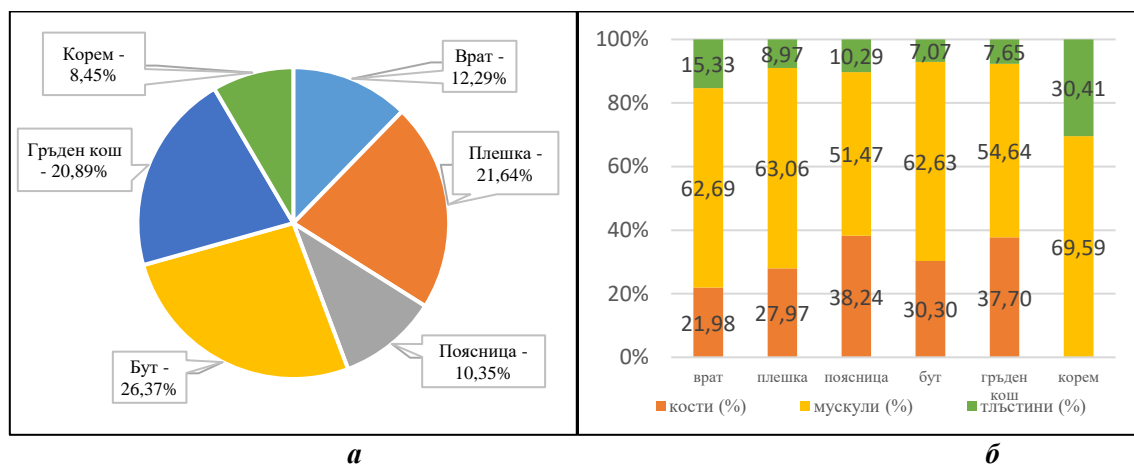 Корем -
8,45%
Врат -
12,29%
Гръден кош
- 20,89%
Плешка -
21,64%
Бут -
26,37%
Поясница -
10,35%
а
100%
80%
60%
40%
20%
0%
15,33
8,97
10,29
7,07
7,65
30,41
62,69
63,06
51,47
62,63
54,64
69,59
21,98
27,97
38,24
30,30
37,70
врат
плешка
поясница
бут
гръден
кош
корем
кости (%)
мускули (%)
тлъстини (%)
б